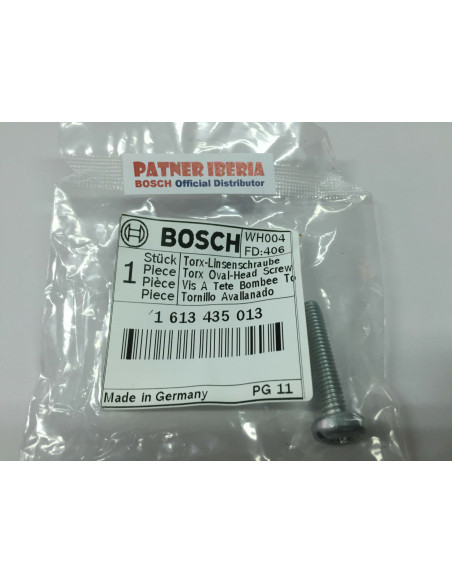 PATNER IBERIA
BOSCH Official Distributor
BOSCH
WH004
FD:406
1
Stück Torx-Linsenschraube
Piece Torx Oval-Head Screw
Pièce Vis A Tete Bombee To
Piece Tornillo Avallanado
1 613 435 013
Made in Germany PG 11